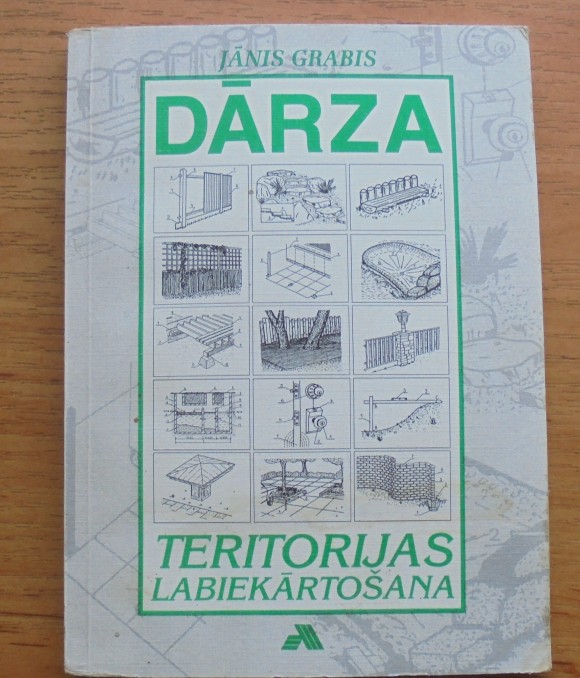 JĀNIS GRABIS
DĀRZA
TERITORIJAS
LABIEKĀRTOŠANA